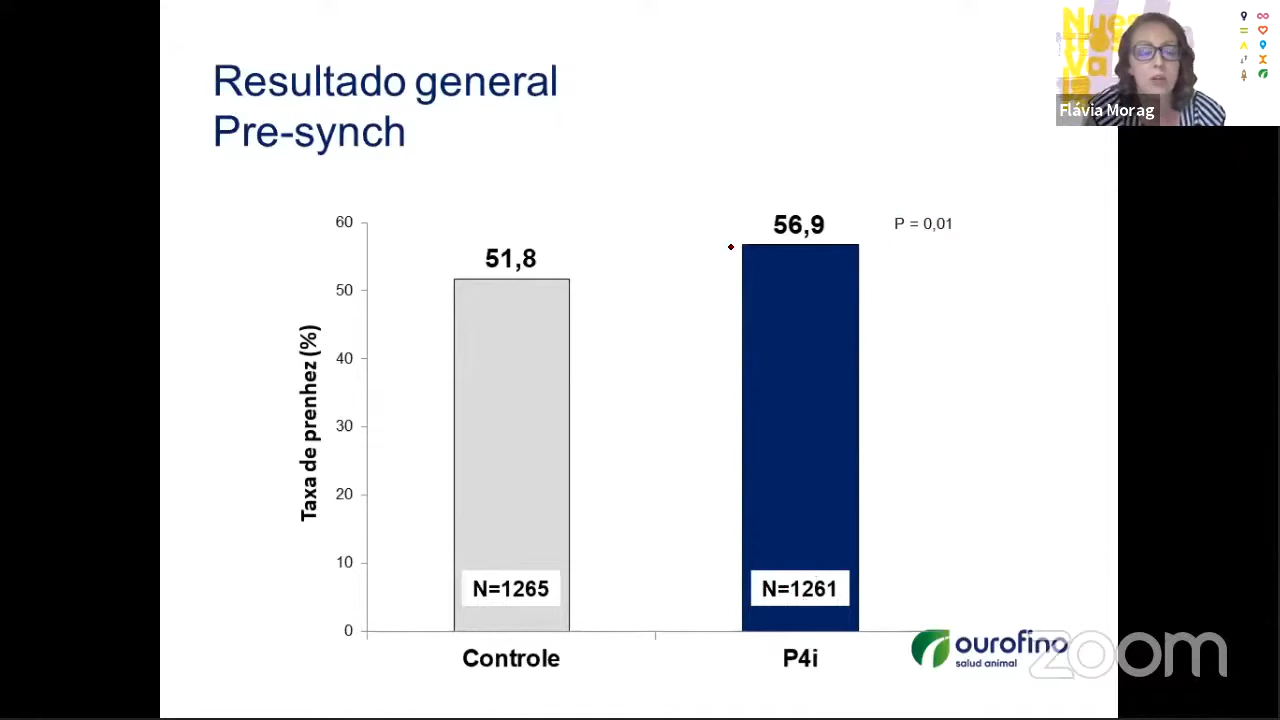 Resultado general
Pre-synch
Flávia Morag
60
50
40
30
20
10
0
Taxa de prenhez (%)
51,8
56,9
P = 0,01
N=1265
N=1261
Controle
P4i
ourofino
salud animal
zoom